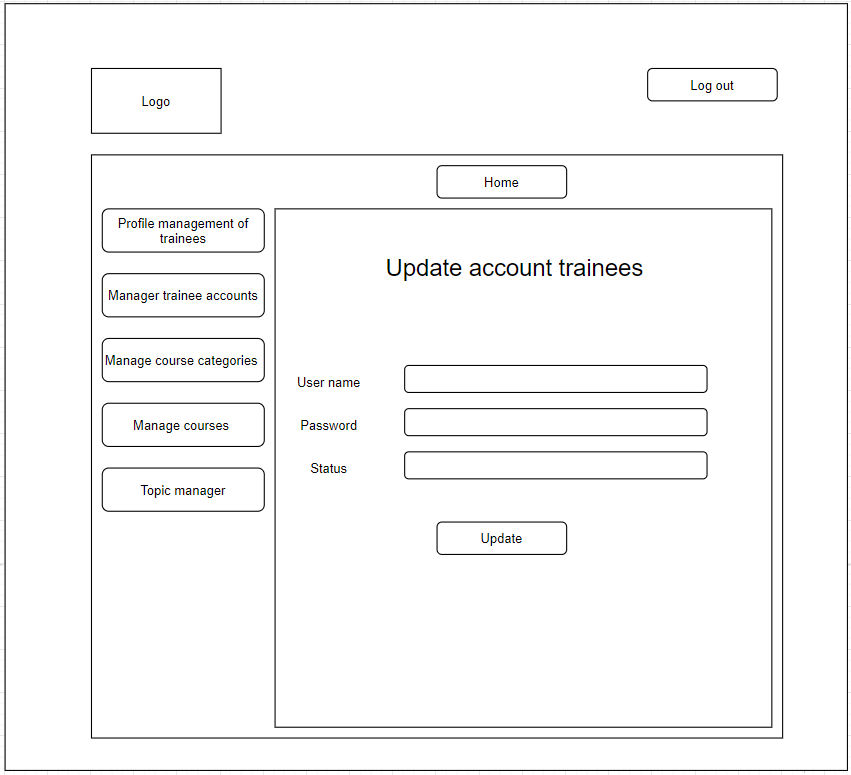 Logo
Log out
Home
Profile management of
trainees
Manager trainee accounts
Manage course categories
Manage courses
Topic manager
Update account trainees
User name
Password
Status
Update